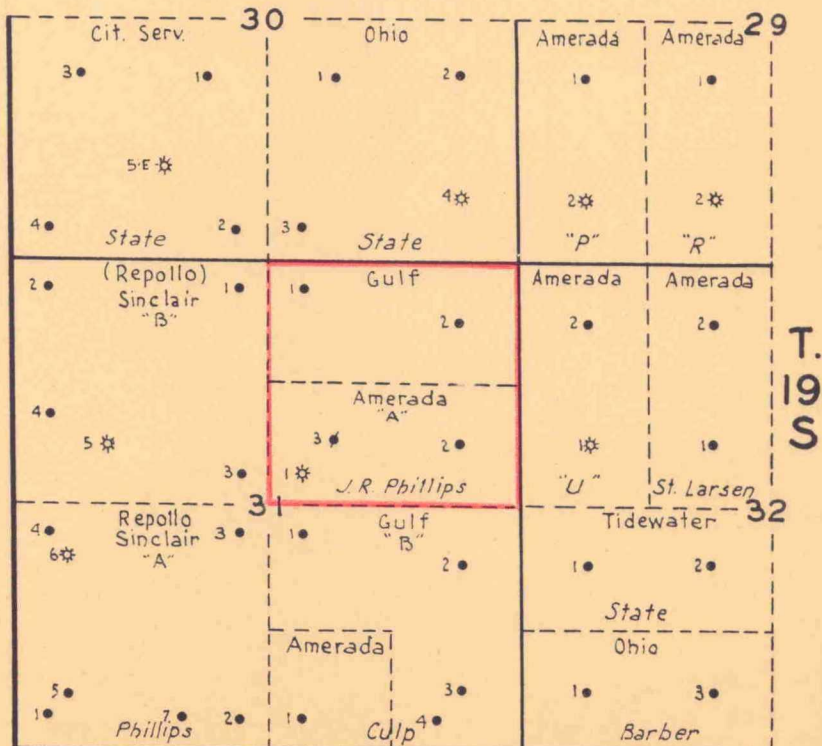 30
29
Cit. Serv.
Ohio
Amerada
Amerada
3
1
1
2
1
1
5-E
4
2
2
4
State
2
3
State
"P"
"R"
(Repollo)
Sinclair
"B"
Gulf
Amerada
Amerada
2
1
1
2
2
2
Amerada
"A"
4
5
3
3
2
1
J.R. Phillips
1
"U"
1
St. Larsen
T.
19
S
31
32
Repollo
Sinclair
"A"
Gulf
"B"
Tidewater
4
3
1
6
2
1
2
State
Amerada
Ohio
5
3
1
3
1
7
2
1
4
Phillips
Culp
Barber